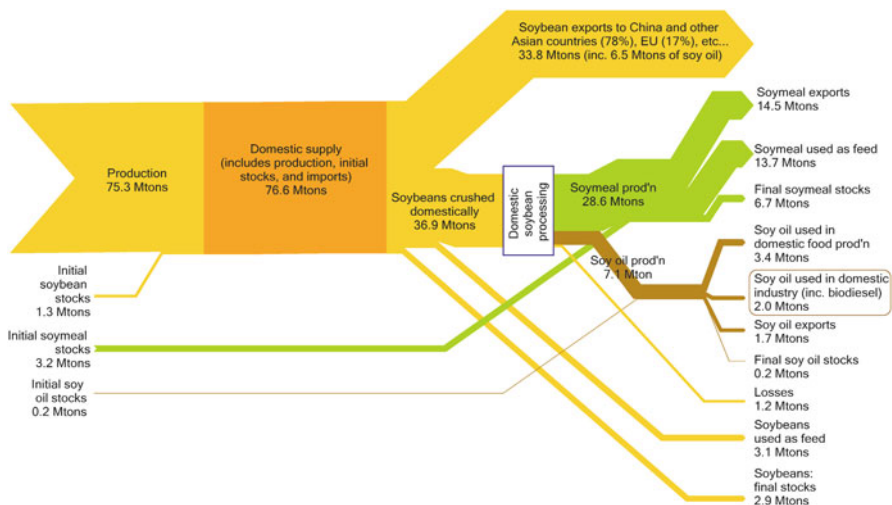 Soybean exports to China and other
Asian countries (78%), EU (17%), etc...
33.8 Mtons (inc. 6.5 Mtons of soy oil)
Soymeal exports
14.5 Mtons
Production
75.3 Mtons
Domestic supply
(includes production, initial
stocks, and imports)
76.6 Mtons
Soybeans crushed
domestically
36.9 Mtons
Domestic
soybean
processing
Soymeal prod'n
28.6 Mtons
Soymeal used as feed
13.7 Mtons
Final soymeal stocks
6.7 Mtons
Soy oil prod'n
7.1 Mton
Soy oil used in
domestic food prod'n
3.4 Mtons
Soy oil used in domestic
industry (inc. biodiesel)
2.0 Mtons
Soy oil exports
1.7 Mtons
Final soy oil stocks
0.2 Mtons
Losses
1.2 Mtons
Soybeans
used as feed
3.1 Mtons
Soybeans:
final stocks
2.9 Mtons
Initial
soybean
stocks
1.3 Mtons
Initial soymeal
stocks
3.2 Mtons
Initial soy
oil stocks
0.2 Mtons